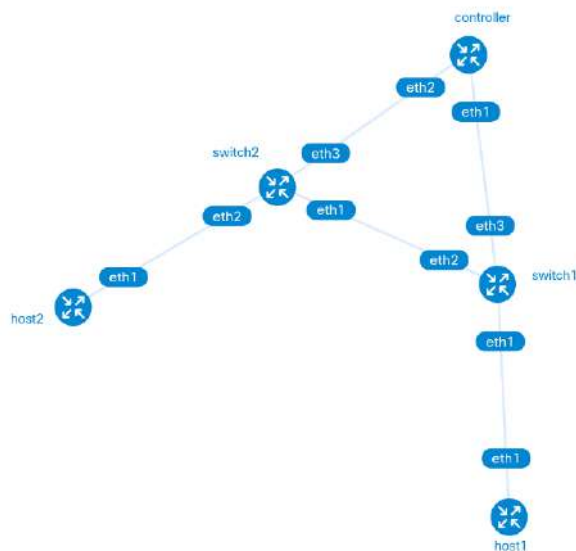 controller
eth2
eth1
eth3
switch2
eth2
eth1
eth3
eth2
eth1
switch1
host2
eth1
eth1
host1